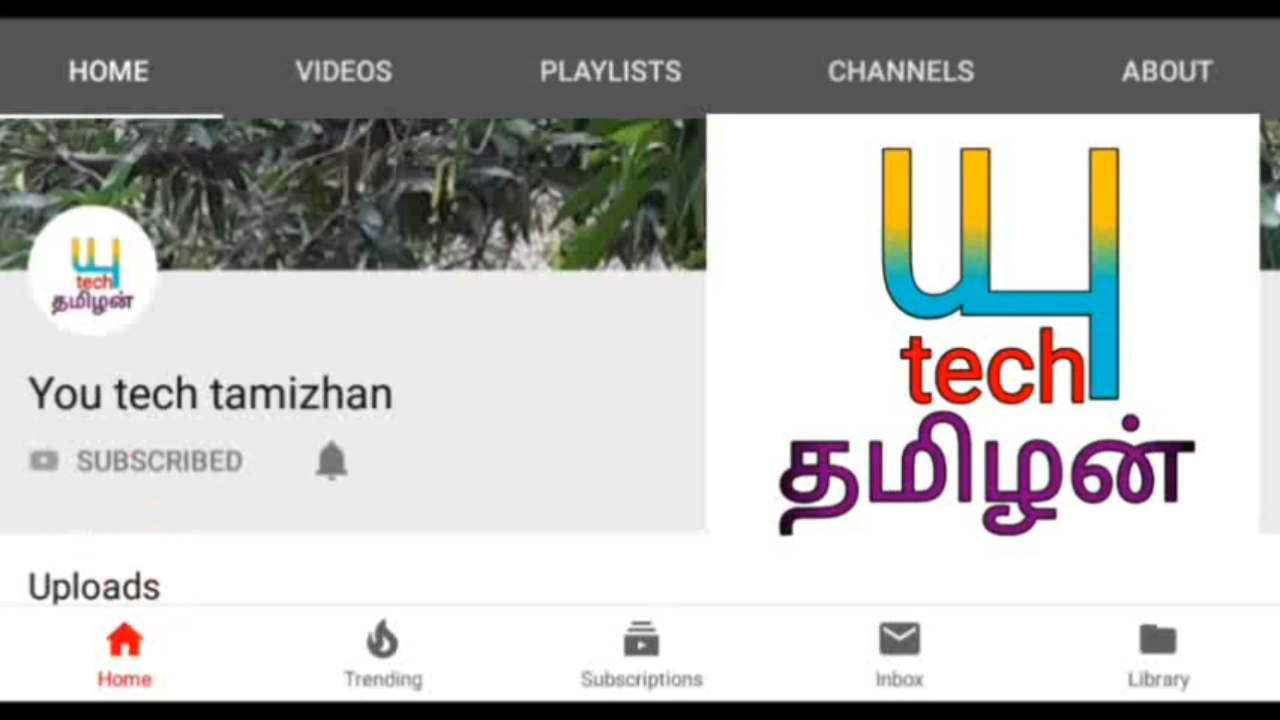 HOME VIDEOS PLAYLISTS CHANNELS ABOUT
tech
தமிழன்
You tech tamizhan
SUBSCRIBED
யு
tech
தமிழன்
Uploads
Home Trending Subscriptions Inbox Library